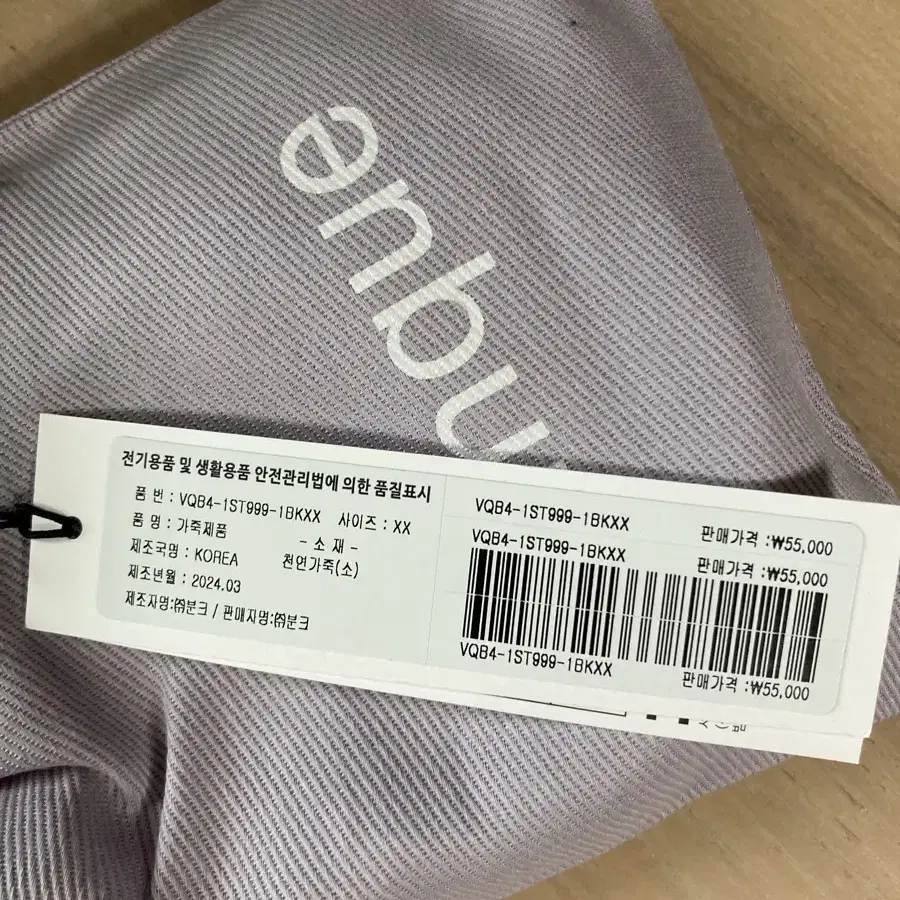 enbu
전기용품 및 생활용품 안전관리법에 의한 품질표시
품 번 : VQB4-1ST999-1BKXX 사이즈 : XX
품 명 : 가죽제품
- 소 재 -
제조국명 : KOREA
천연가죽(소)
제조년월 : 2024.03
제조자명:㈜분크 / 판매자명:㈜분크
VQB4-1ST999-1BKXX 판매가격 :₩55,000
VQB4-1ST999-1BKXX 판매가격 :₩55,000
VQB4-1ST999-1BKXX 판매가격 :₩55,000